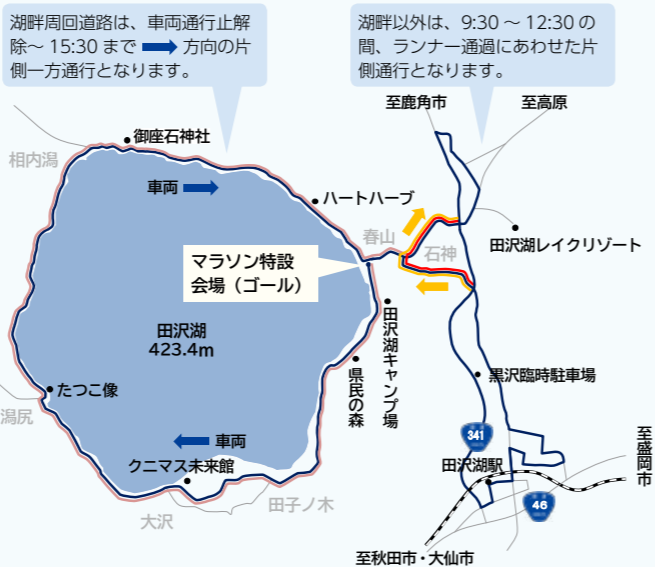 湖畔周回道路は、車両通行止解
除～ 15:30 まで 方向の片
側一方通行となります。
湖畔以外は、9:30 ～ 12:30 の
間、ランナー通過にあわせた片
側通行となります。
至鹿角市
至高原
御座石神社
相内潟
車両
ハートハーブ
春山
石神
田沢湖レイクリゾート
マラソン特設
会場（ゴール）
田沢湖
423.4m
田沢湖キャンプ場
県民の森
黒沢臨時駐車場
たつこ像
潟尻
車両
クニマス未来館
341
田沢湖駅
至盛岡市
田子ノ木
大沢
46
至秋田市・大仙市